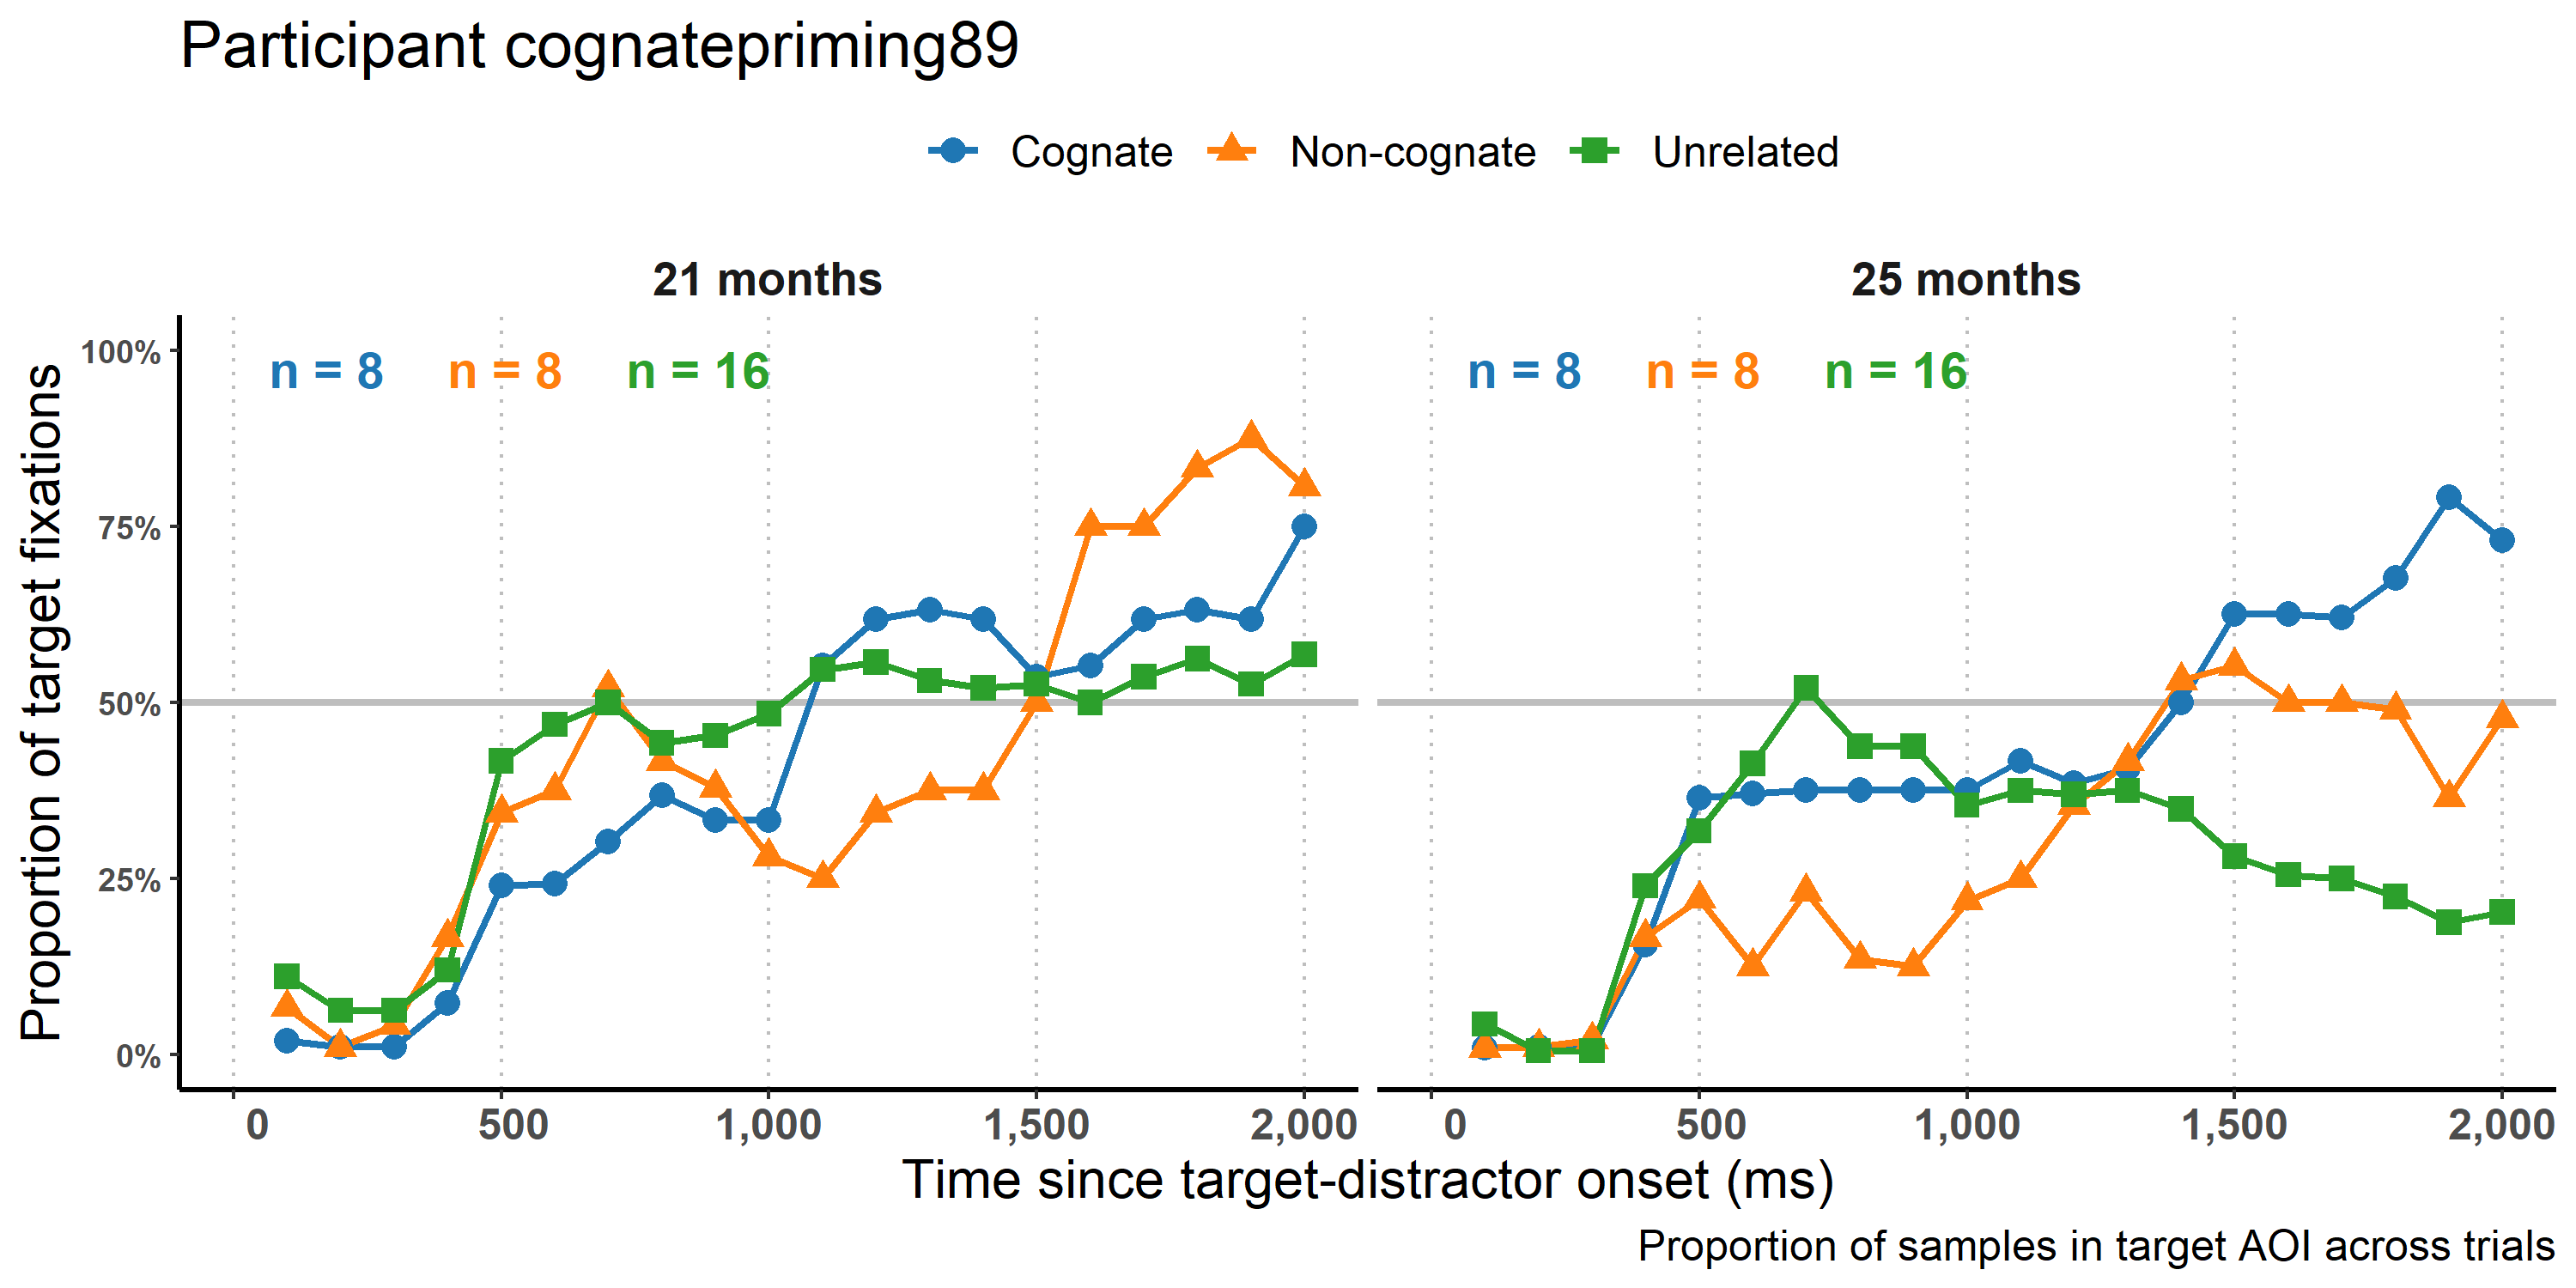 Participant cognatepriming89
Cognate Non-cognate Unrelated
21 months 25 months
Proportion of target fixations
100%
75%
50%
25%
0%
n = 8 n = 8 n = 16
n = 8 n = 8 n = 16
0 500 1,000 1,500 2,000 0 500 1,000 1,500 2,000
Time since target-distractor onset (ms)
Proportion of samples in target AOI across trials